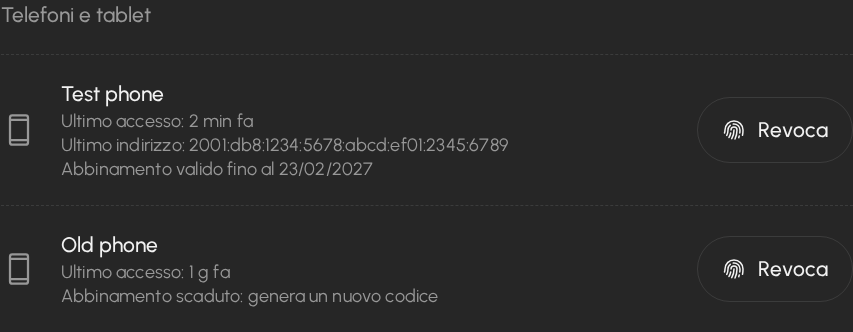 Telefoni e tablet
Test phone
Ultimo accesso: 2 min fa
Ultimo indirizzo: 2001:db8:1234:5678:abcd:ef01:2345:6789
Abbinamento valido fino al 23/02/2027
Revoca
Old phone
Ultimo accesso: 1 g fa
Abbinamento scaduto: genera un nuovo codice
Revoca